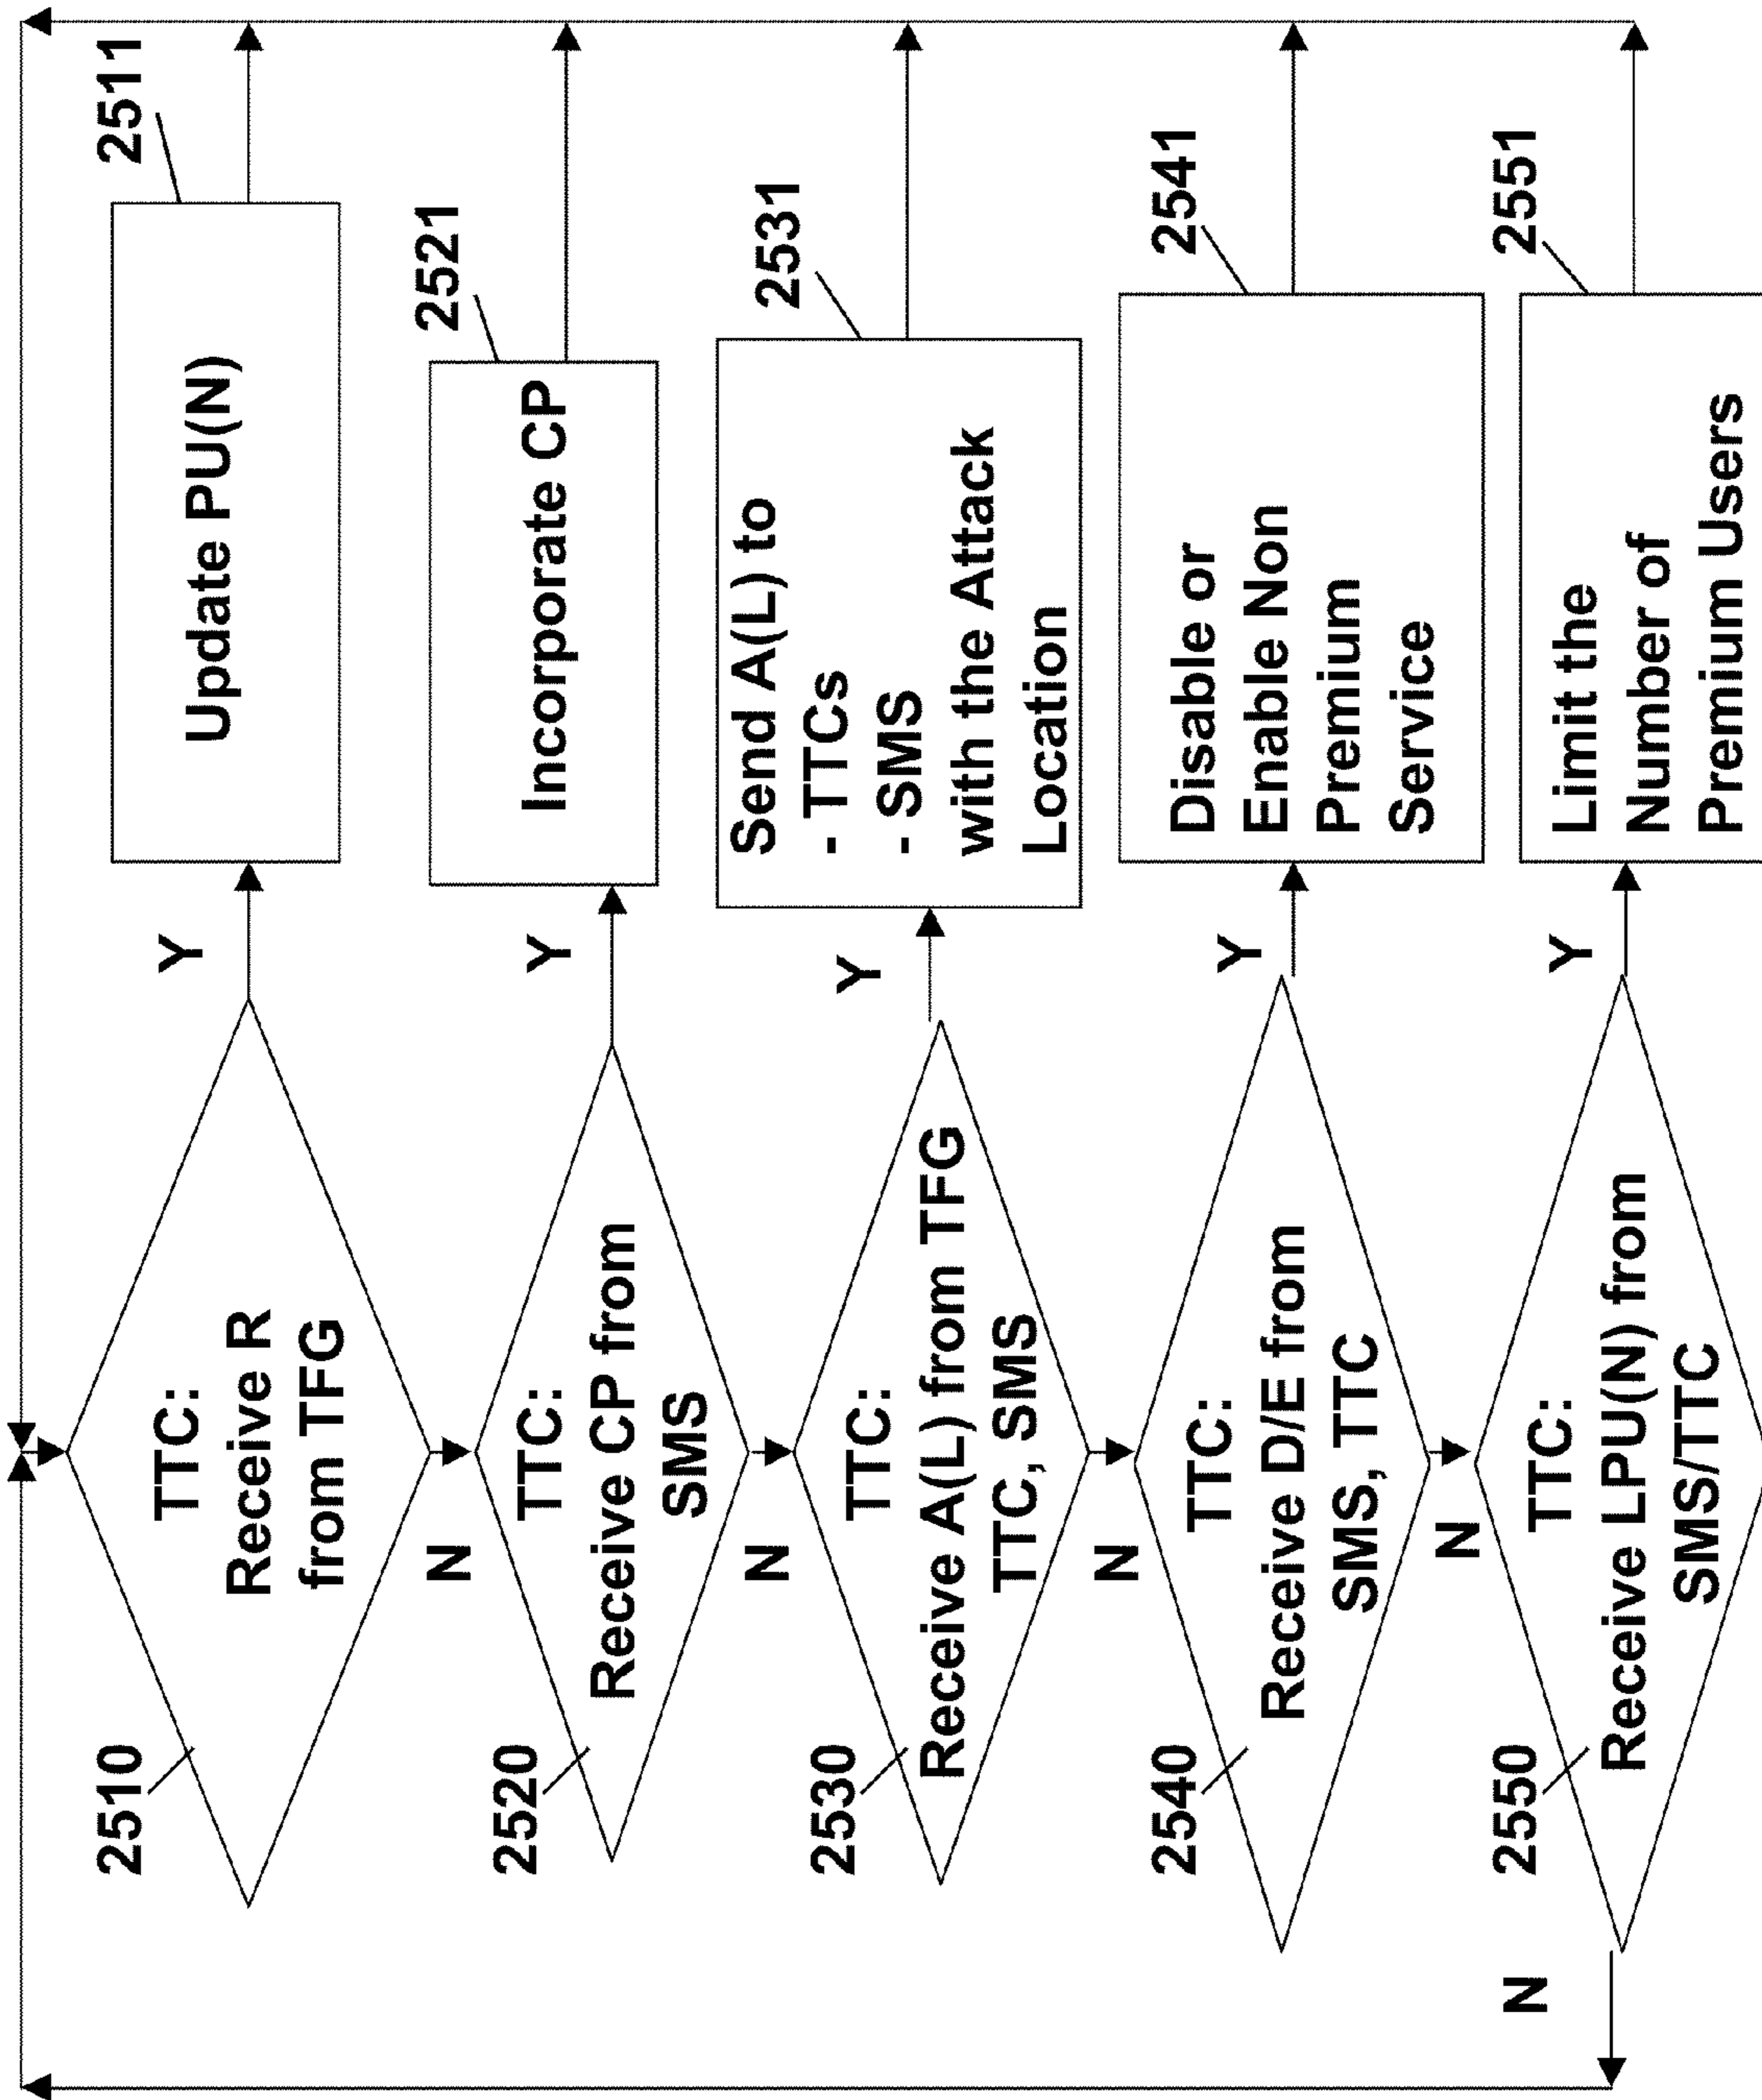 2510
TTC:
Receive R
from TFG
Y
Update PU(N)
2511
N
2520
TTC:
Receive CP from
SMS
Y
Incorporate CP
2521
N
2530
TTC:
Receive A(L) from TFG
TTC, SMS
Y
Send A(L) to
- TTCs
- SMS
with the Attack
Location
2531
N
2540
TTC:
Receive D/E from
SMS, TTC
Y
Disable or
Enable Non
Premium
Service
2541
N
2550
TTC:
Receive LPU(N) from
SMS/TTC
Y
Limit the
Number of
Premium Users
2551
N